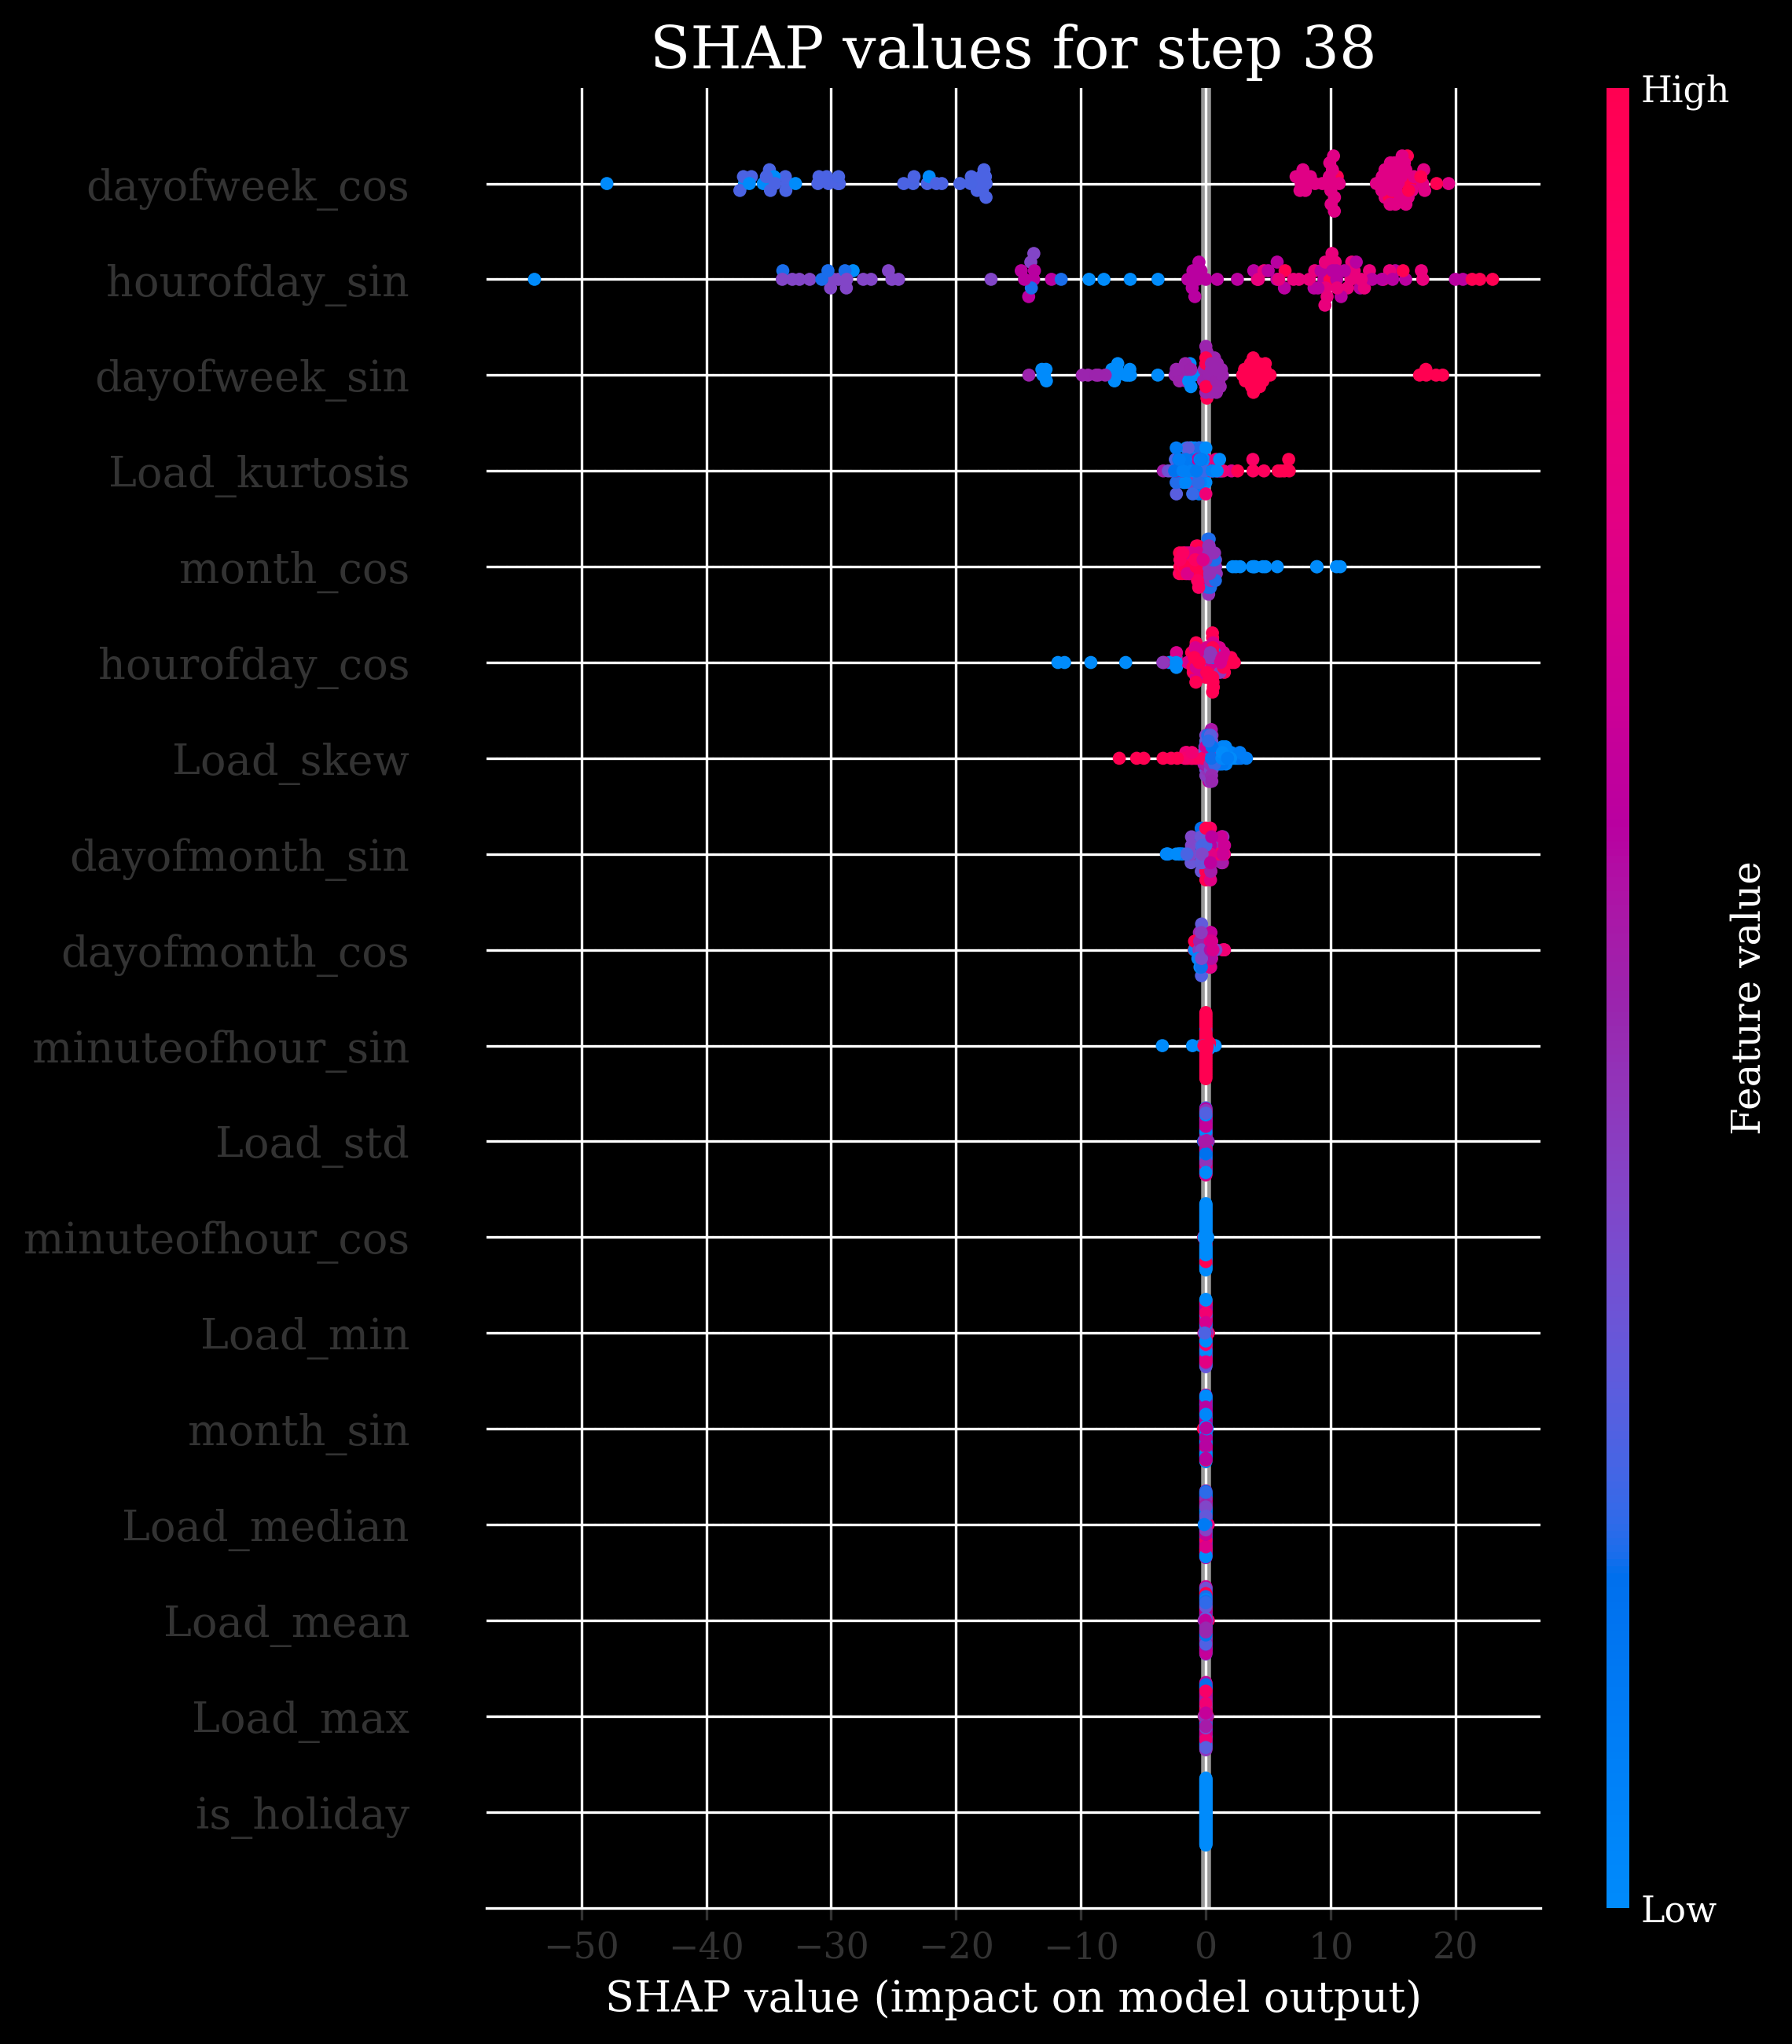 SHAP values for step 38
High
dayofweek_cos
hourofday_sin
dayofweek_sin
Load_kurtosis
month_cos
hourofday_cos
Load_skew
dayofmonth_sin
dayofmonth_cos
minuteofhour_sin
Load_std
minuteofhour_cos
Load_min
month_sin
Load_median
Load_mean
Load_max
is_holiday
Feature value
Low
−50 −40 −30 −20 −10 0 10 20
SHAP value (impact on model output)